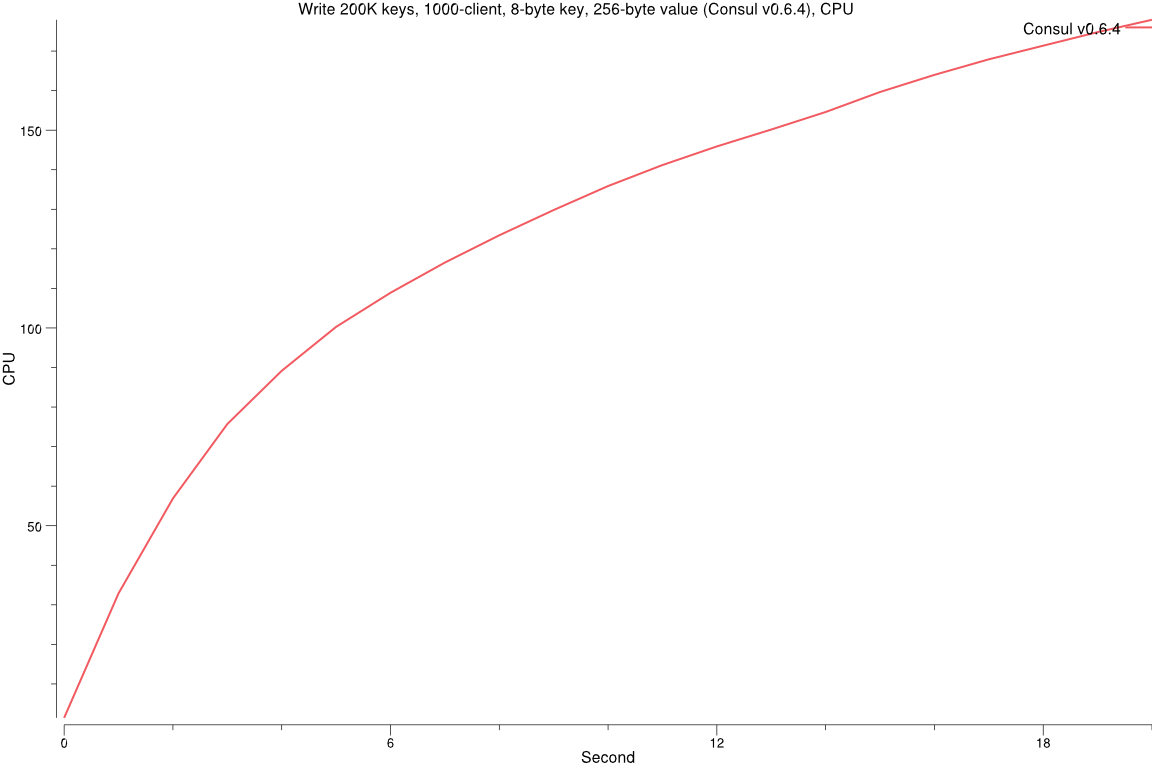 Write 200K keys, 1000-client, 8-byte key, 256-byte value (Consul v0.6.4), CPU
Consul v0.6.4
150
100
50
CPU
0
6
12
18
Second